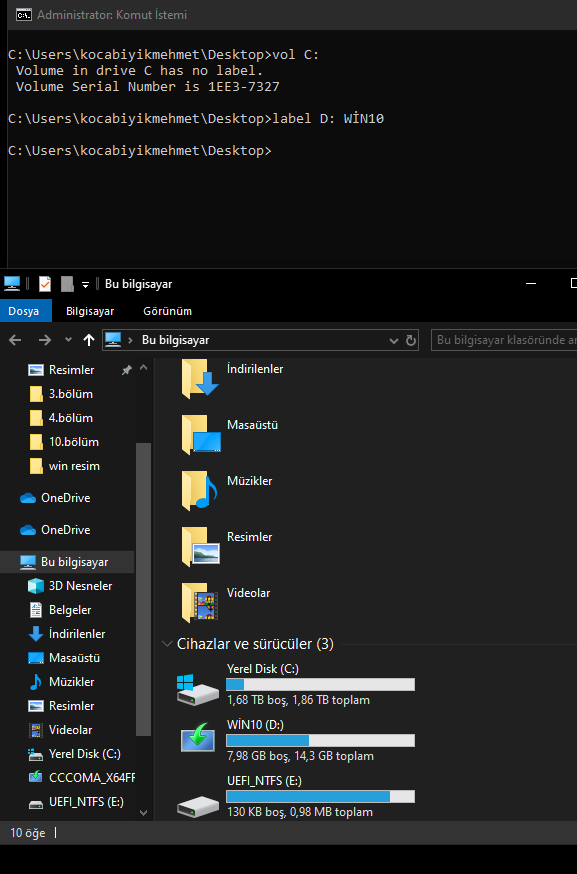 Administrator: Komut İstemi
C:\Users\kocabiyikmehmet\Desktop>vol C:
Volume in drive C has no label.
Volume Serial Number is 1EE3-7327
C:\Users\kocabiyikmehmet\Desktop>label D: WİN10
C:\Users\kocabiyikmehmet\Desktop>
Bu bilgisayar
Dosya Bilgisayar Görünüm
Bu bilgisayar
Bu bilgisayar klasöründe ar
Resimler
3.bölüm
4.bölüm
10.bölüm
win resim
OneDrive
OneDrive
Bu bilgisayar
3D Nesneler
Belgeler
İndirilenler
Masaüstü
Müzikler
Resimler
Videolar
Yerel Disk (C:)
CCCOMA_X64FR
UEFI_NTFS (E:)
İndirilenler
Masaüstü
Müzikler
Resimler
Videolar
Cihazlar ve sürücüler (3)
Yerel Disk (C:)
1,68 TB boş, 1,86 TB toplam
WİN10 (D:)
7,98 GB boş, 14,3 GB toplam
UEFI_NTFS (E:)
130 KB boş, 0,98 MB toplam
10 öğe